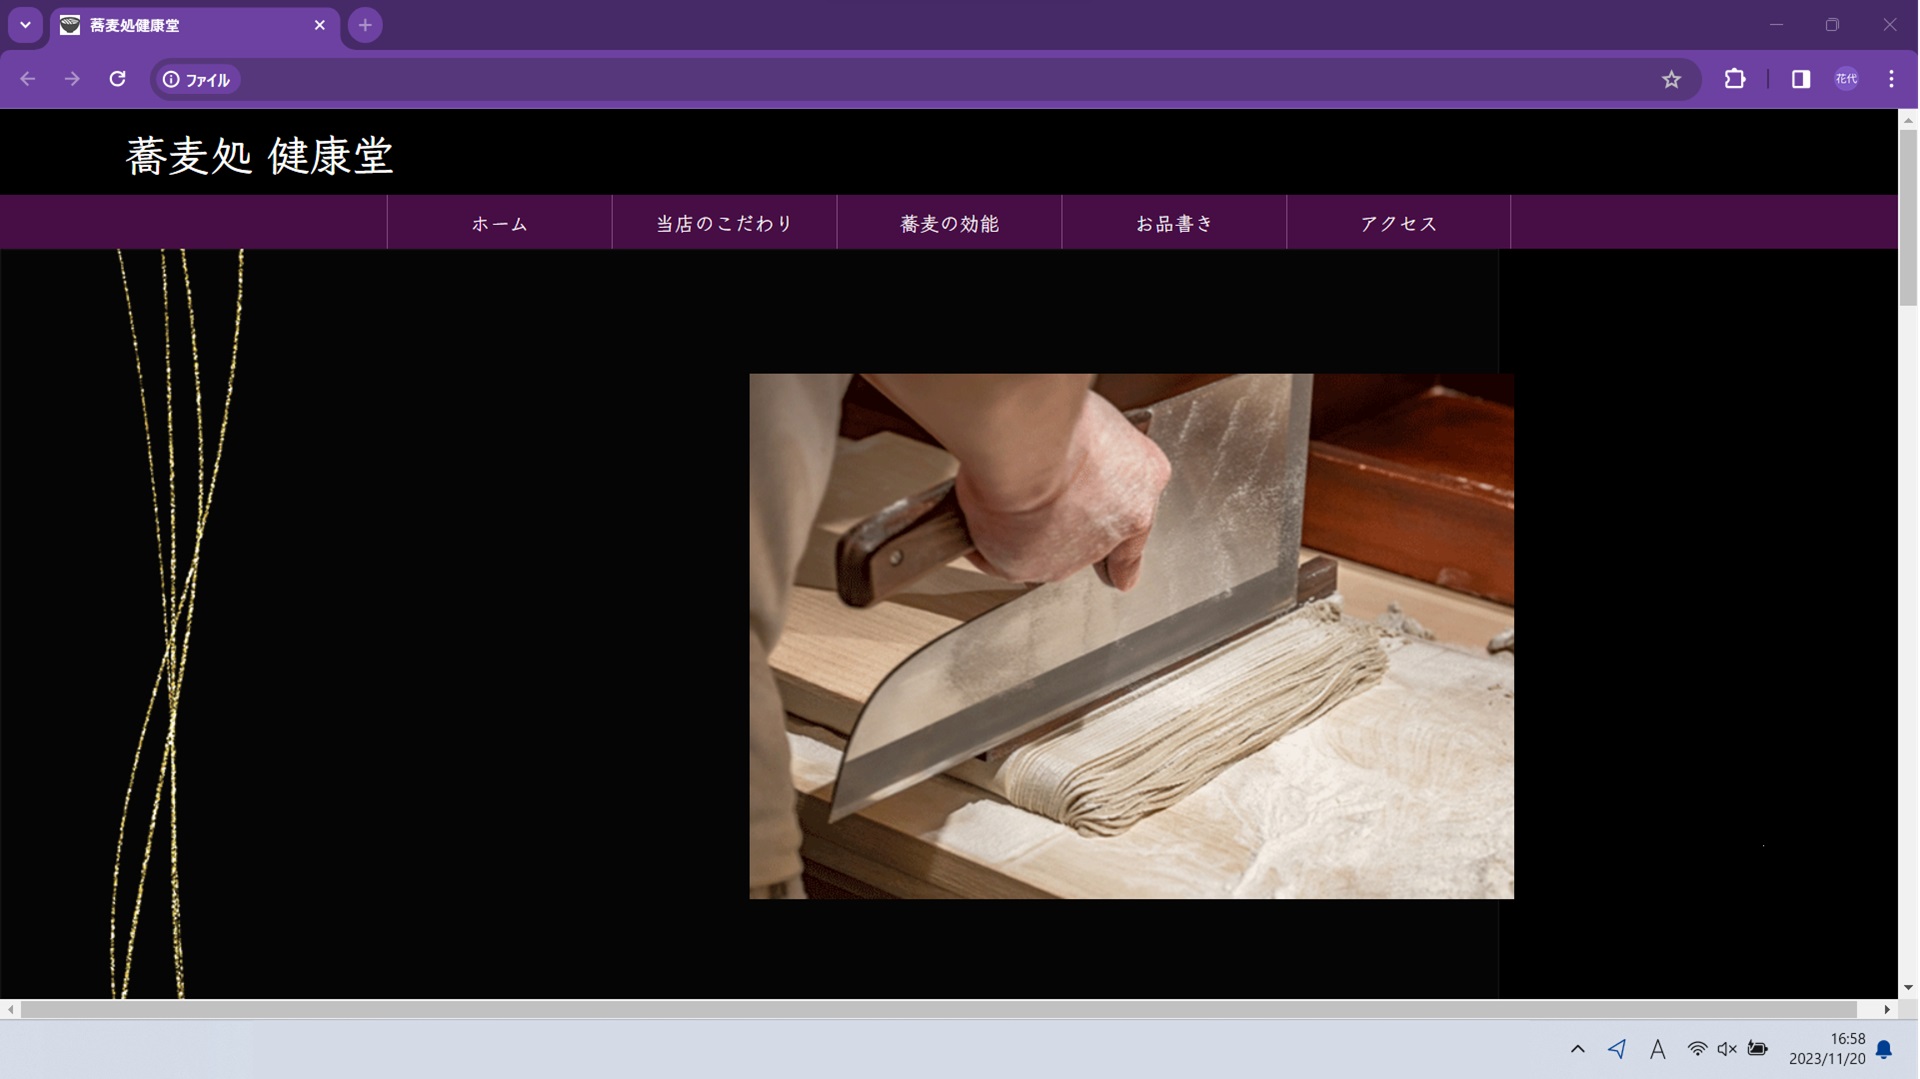 蕎麦処健康堂
ファイル
花代
蕎麦処 健康堂
ホーム
当店のこだわり
蕎麦の効能
お品書き
アクセス
A
16:58
2023/11/20